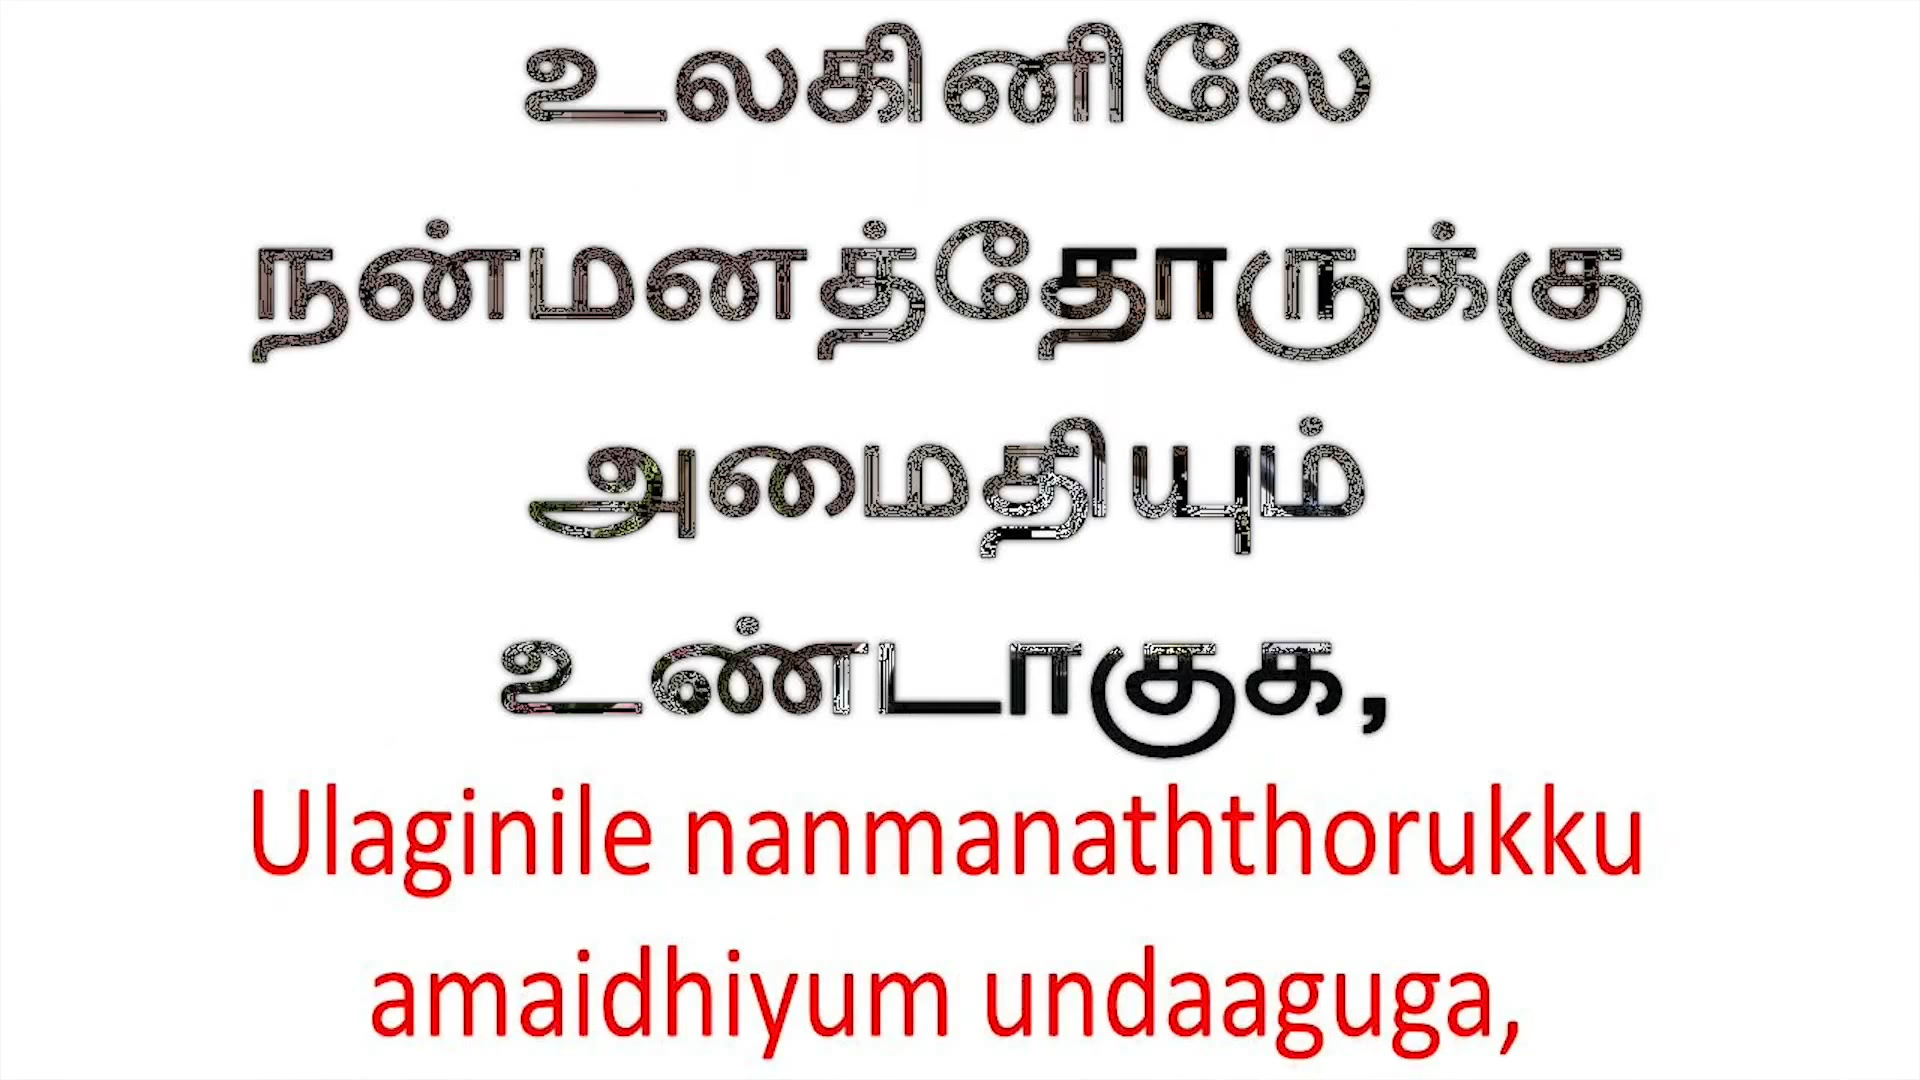 உலகினிலே
நன்மனத்தோருக்கு
அமைதியும்
உண்டாகுக,
Ulaginile nanmanaththorukku
amaidhiyum undaaguga,